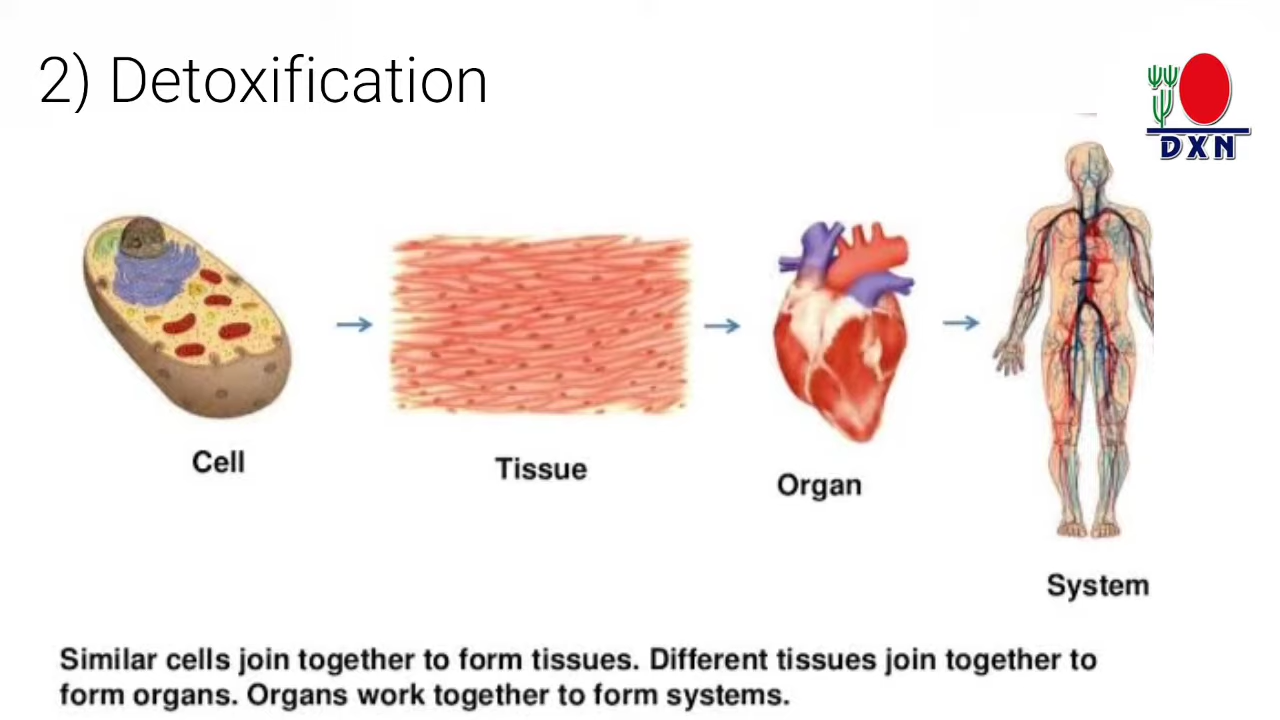 2) Detoxification
DXN
Cell
Tissue
Organ
System
Similar cells join together to form tissues. Different tissues join together to
form organs. Organs work together to form systems.